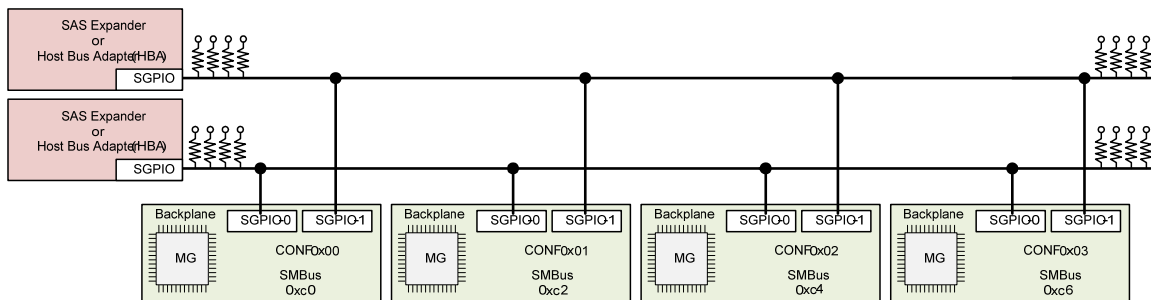 SAS Expander
or
Host Bus Adapter(HBA)
SGPIO
SAS Expander
or
Host Bus Adapter(HBA)
SGPIO
Backplane
SGPIO-0
SGPIO-1
MG
CONF0x00
SMBus
0xc0
Backplane
SGPIO-0
SGPIO-1
MG
CONF0x01
SMBus
0xc2
Backplane
SGPIO-0
SGPIO-1
MG
CONF0x02
SMBus
0xc4
Backplane
SGPIO-0
SGPIO-1
MG
CONF0x03
SMBus
0xc6